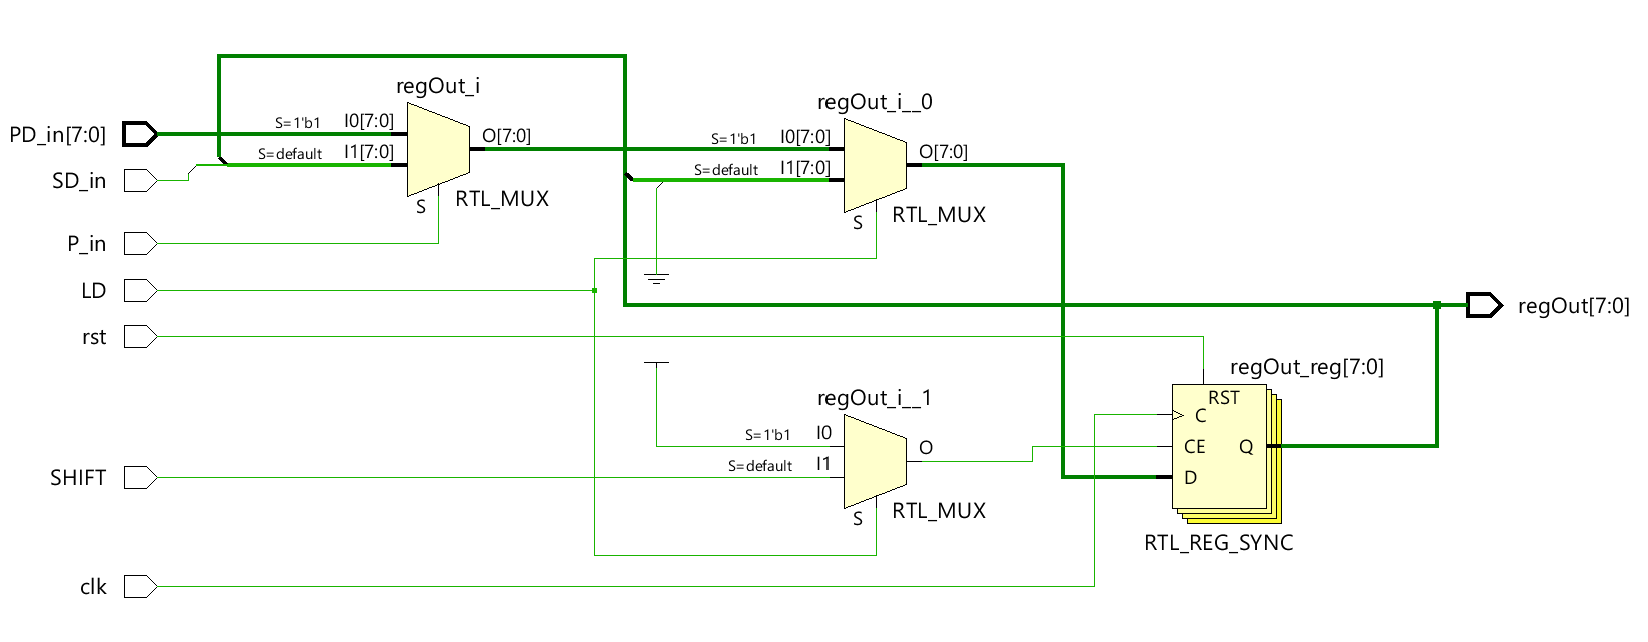 regOut_i
PD_in[7:0]
S=1'b1
I0[7:0]
O[7:0]
SD_in
S=default
I1[7:0]
S
RTL_MUX
regOut_i__0
S=1'b1
I0[7:0]
O[7:0]
S=default
I1[7:0]
S
RTL_MUX
P_in
LD
regOut[7:0]
rst
regOut_reg[7:0]
RST
C
CE
Q
D
RTL_REG_SYNC
regOut_i__1
S=1'b1
I0
O
SHIFT
S=default
I1
S
RTL_MUX
clk